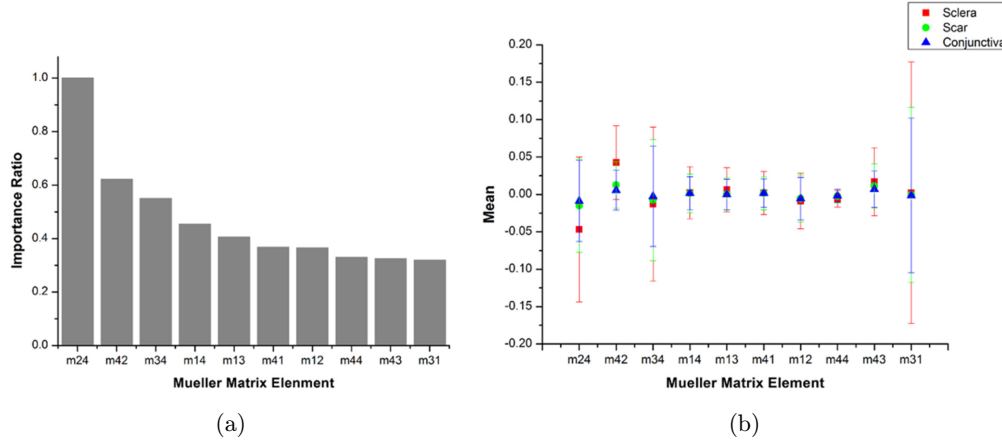 Importance Ratio
1.0
0.8
0.6
0.4
0.2
0.0
m24 m42 m34 m14 m13 m41 m12 m44 m43 m31
Mueller Matrix Elenment
(a)
Sclera
Scar
Conjunctiva
Mean
0.20
0.15
0.10
0.05
0.00
-0.05
-0.10
-0.15
-0.20
m24 m42 m34 m14 m13 m41 m12 m44 m43 m31
Mueller Matrix Element
(b)